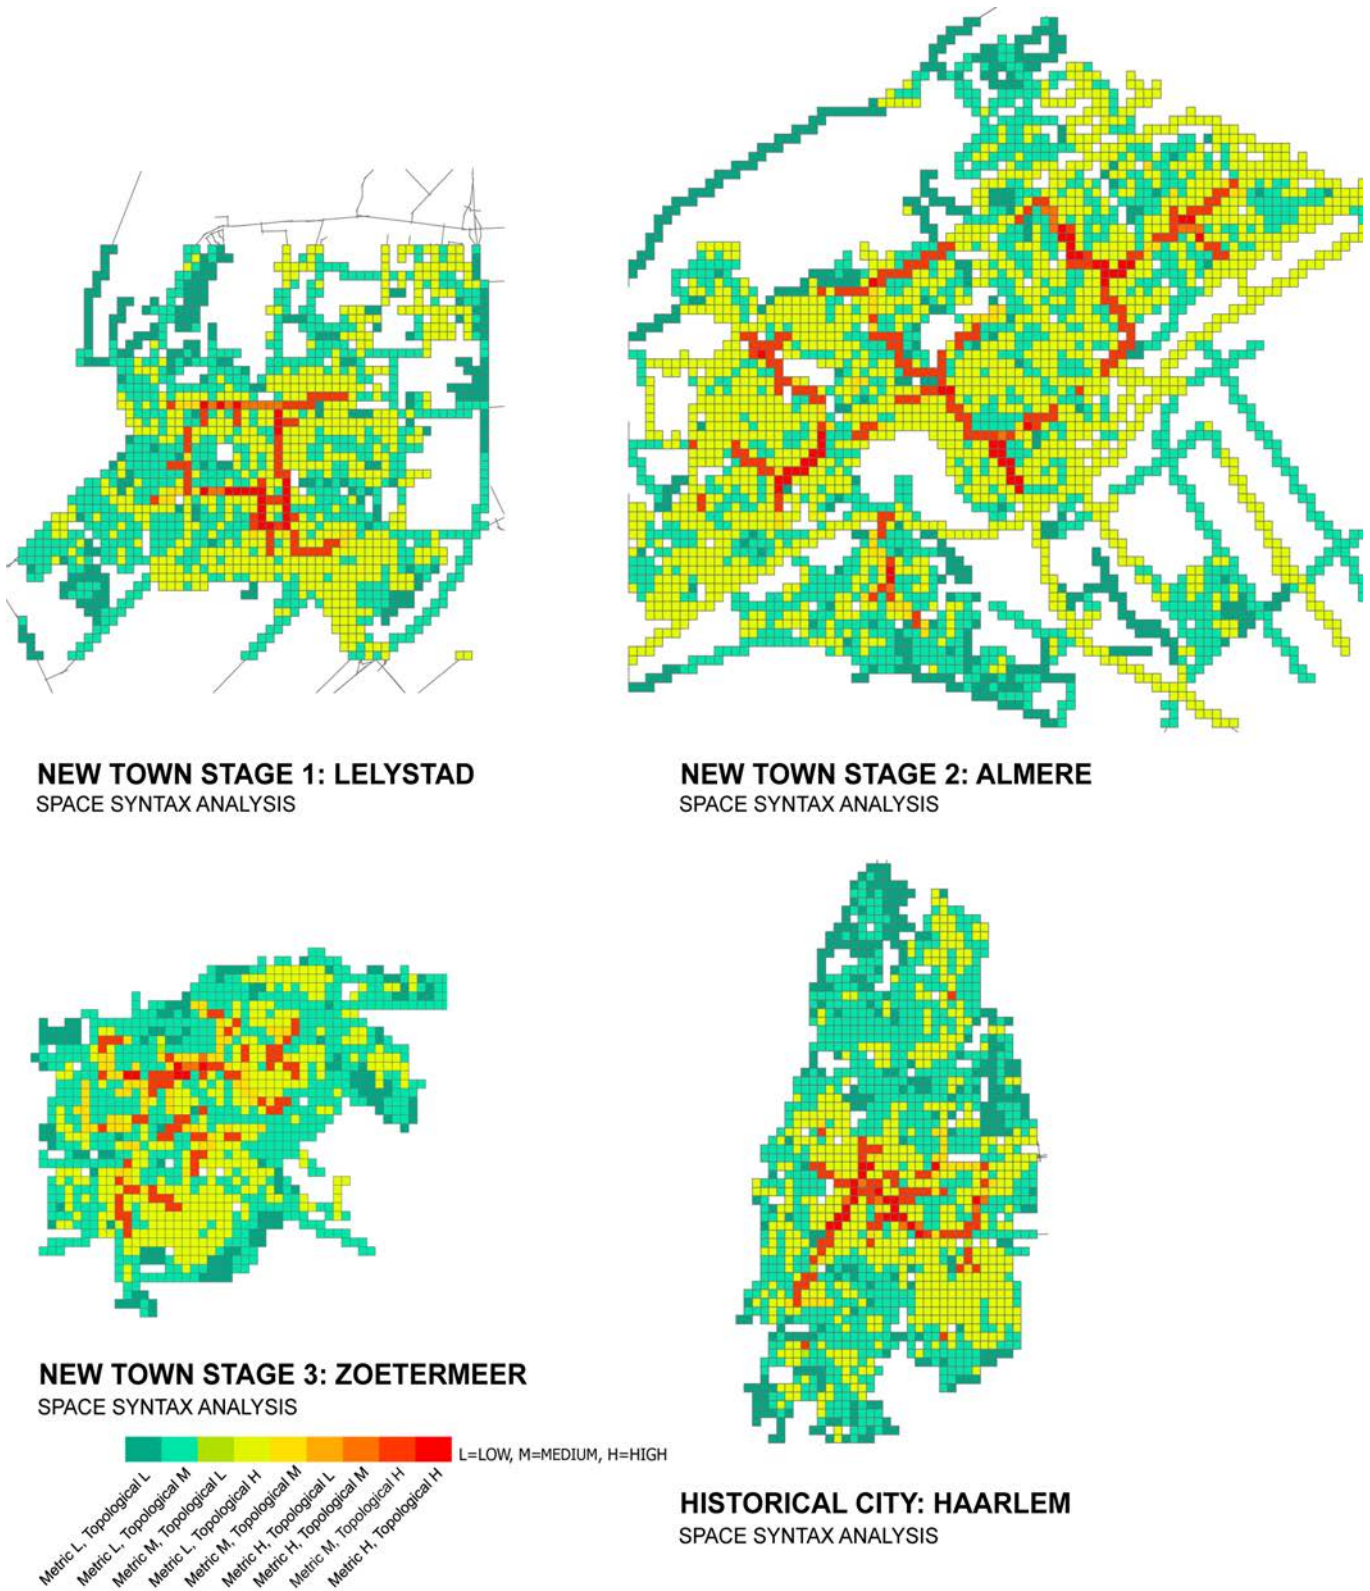 NEW TOWN STAGE 1: LELYSTAD
SPACE SYNTAX ANALYSIS
NEW TOWN STAGE 2: ALMERE
SPACE SYNTAX ANALYSIS
NEW TOWN STAGE 3: ZOETERMEER
SPACE SYNTAX ANALYSIS
L=LOW, M=MEDIUM, H=HIGH
Metric L, Topological L
Metric L, Topological M
Metric M, Topological L
Metric L, Topological H
Metric M, Topological M
Metric H, Topological L
Metric H, Topological M
Metric M, Topological H
Metric H, Topological H
HISTORICAL CITY: HAARLEM
SPACE SYNTAX ANALYSIS